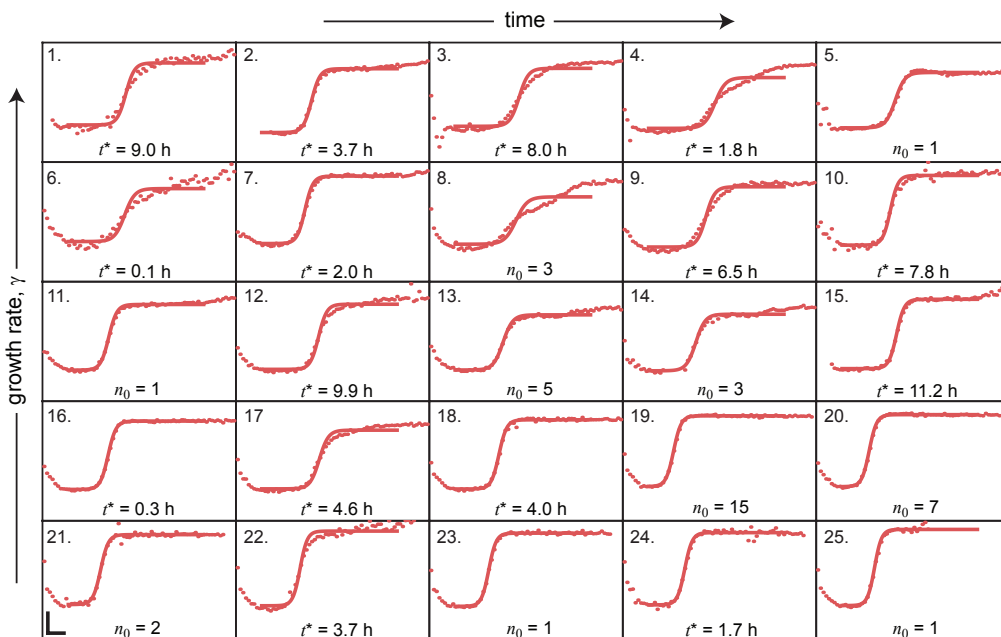 time
growth rate, γ
1.
2.
3.
4.
5.
t* = 9.0 h
t* = 3.7 h
t* = 8.0 h
t* = 1.8 h
n₀ = 1
6.
7.
8.
9.
10.
t* = 0.1 h
t* = 2.0 h
n₀ = 3
t* = 6.5 h
t* = 7.8 h
11.
12.
13.
14.
15.
n₀ = 1
t* = 9.9 h
n₀ = 5
n₀ = 3
t* = 11.2 h
16.
17
18.
19.
20.
t* = 0.3 h
t* = 4.6 h
t* = 4.0 h
n₀ = 15
n₀ = 7
21.
22.
23.
24.
25.
n₀ = 2
t* = 3.7 h
n₀ = 1
t* = 1.7 h
n₀ = 1